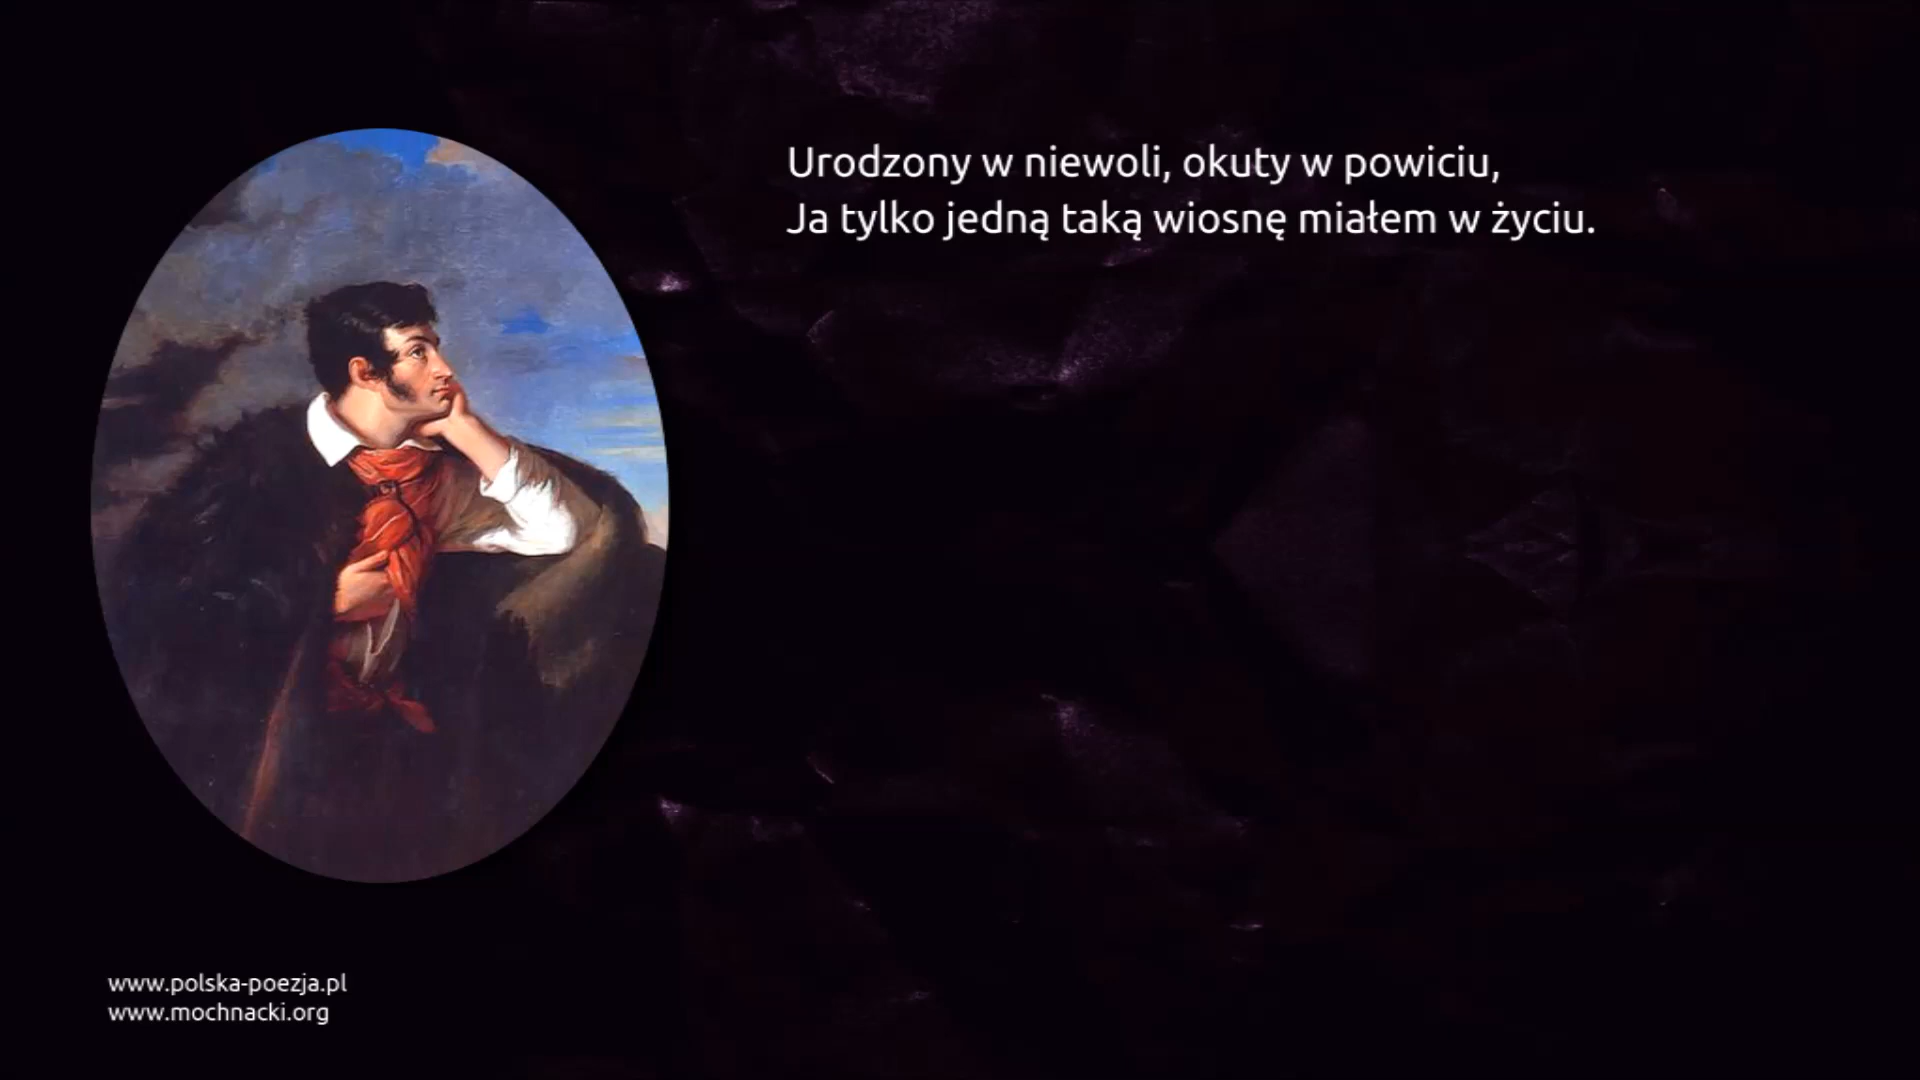 Urodzony w niewoli, okuty w powiciu,
Ja tylko jedną taką wiosnę miałem w życiu.
www.polska-poezja.pl
www.mochnacki.org